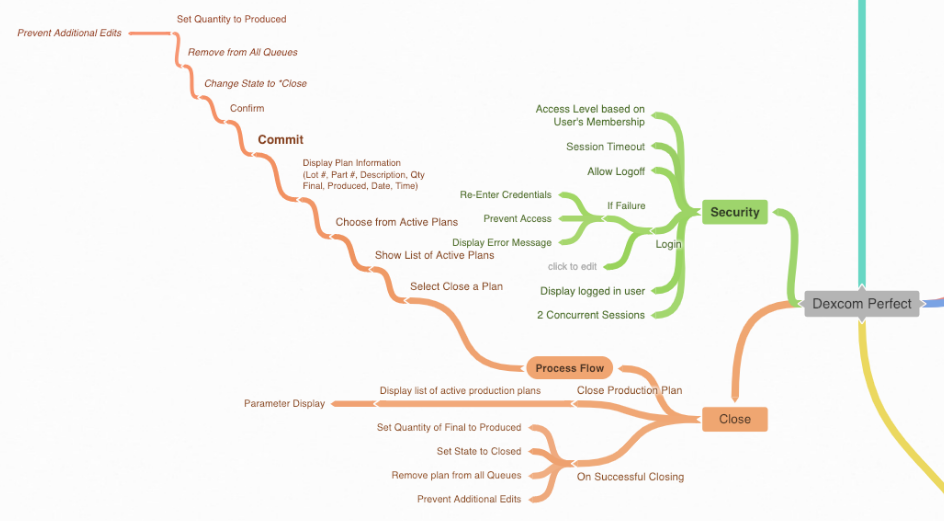 Set Quantity to Produced
Prevent Additional Edits
Remove from All Queues
Change State to "Close
Confirm
Commit
Display Plan Information
(Lot #, Part #, Description, Qty
Final, Produced, Date, Time)
Choose from Active Plans
Show List of Active Plans
Select Close a Plan
Process Flow
Access Level based on
User's Membership
Session Timeout
Allow Logoff
Re-Enter Credentials
If Failure
Prevent Access
Display Error Message
Login
click to edit
Display logged in user
2 Concurrent Sessions
Security
Dexcom Perfect
Close Production Plan
Display list of active production plans
Parameter Display
Close
Set Quantity of Final to Produced
Set State to Closed
Remove plan from all Queues
Prevent Additional Edits
On Successful Closing